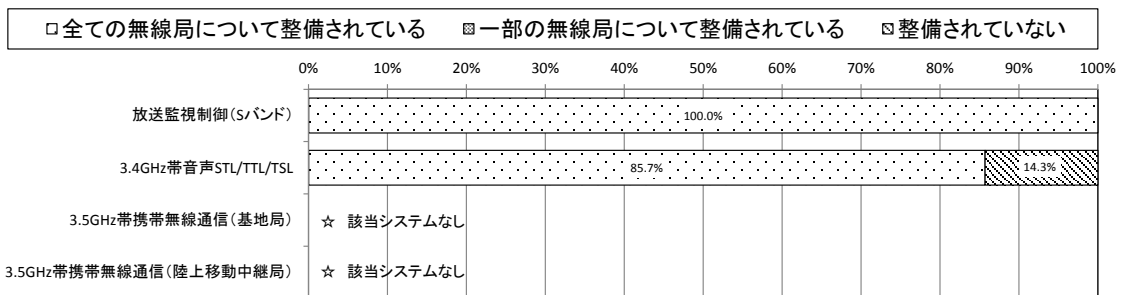 全ての無線局について整備されている 一部の無線局について整備されている 整備されていない
0% 10% 20% 30% 40% 50% 60% 70% 80% 90% 100%
放送監視制御（Sバンド） 100.0%
3.4GHz帯音声STL/TTL/TSL 85.7% 14.3%
3.5GHz帯携帯無線通信（基地局） ☆ 該当システムなし
3.5GHz帯携帯無線通信（陸上移動中継局） ☆ 該当システムなし